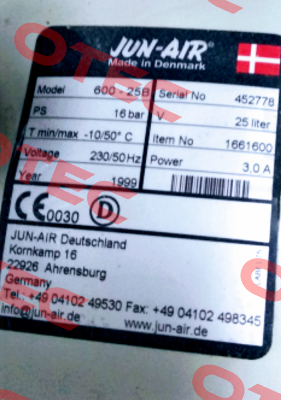 JUN-AIR®
Made in Denmark
Model 600 - 25B Serial No 452778
PS 16 bar V 25 liter
T min/max -10/50° C Item No 1661600
Voltage 230/50 Hz Power 3,0 A
Year 1999
CE 0030 D
JUN-AIR Deutschland
Kornkamp 16
22926 Ahrensburg
Germany
Tel.: +49 04102 49530 Fax: +49 04102 498345
info@jun-air.de www.jun-air.de
OTEC